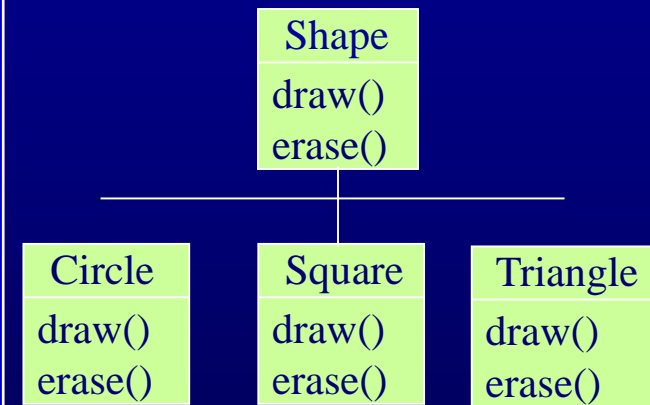 Shape
draw()
erase()
Circle
draw()
erase()
Square
draw()
erase()
Triangle
draw()
erase()